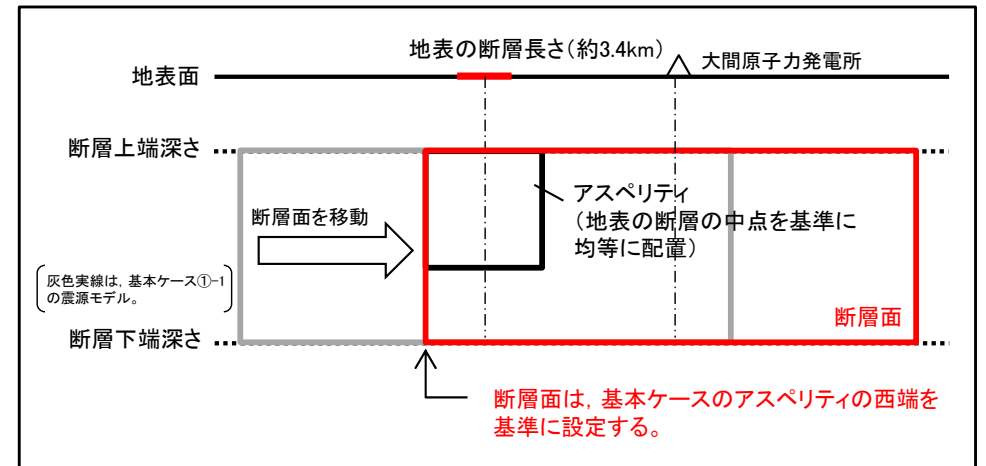 地表の断層長さ(約3.4km)
大間原子力発電所
地表面
断層上端深さ
アスペリティ
(地表の断層の中点を基準に
均等に配置)
断層面を移動
灰色実線は，基本ケース①-1
の震源モデル。
断層面
断層下端深さ
断層面は，基本ケースのアスペリティの西端を
基準に設定する。